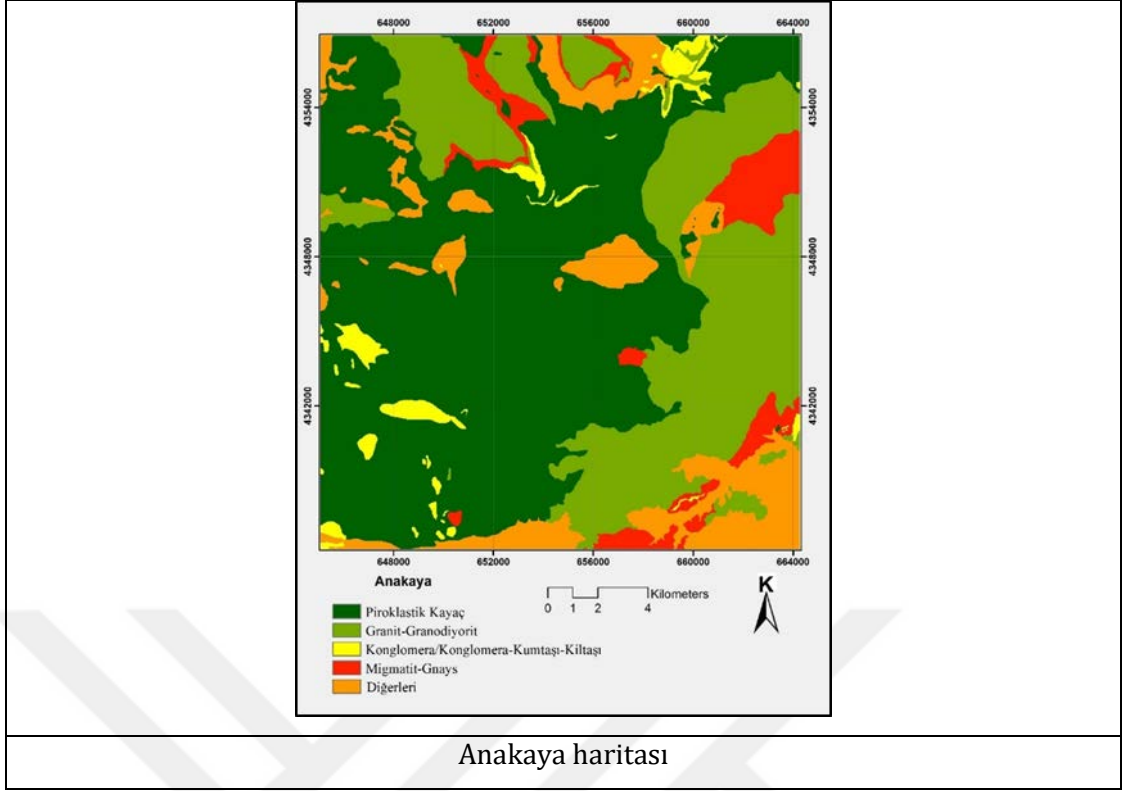 648000 652000 656000 660000 664000
4354000 4354000
4348000 4348000
4342000 4342000
648000 652000 656000 660000 664000
Anakaya
Piroklastik Kayaç
Granit-Granodiyorit
Konglomera/Konglomera-Kumtaşı-Kiltaşı
Migmatit-Gnays
Diğerleri
Kilometers
0 1 2 4
K
Anakaya haritası